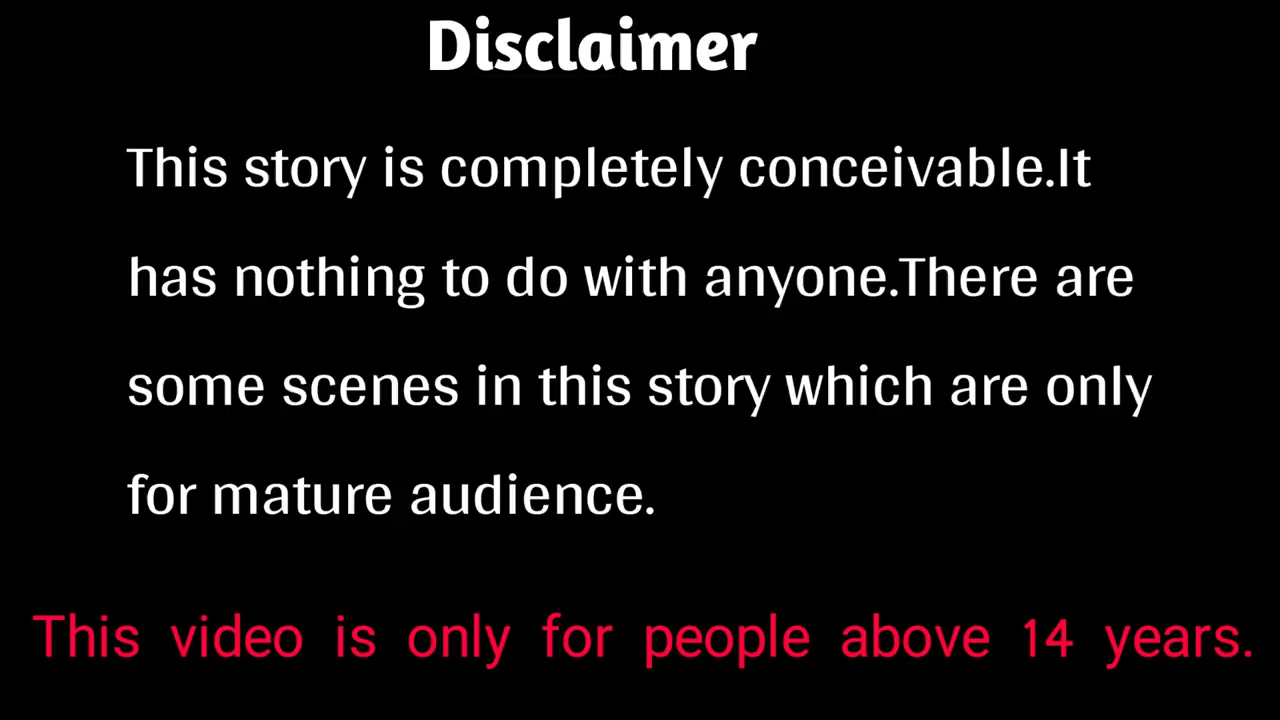 Disclaimer
This story is completely conceivable.It
has nothing to do with anyone.There are
some scenes in this story which are only
for mature audience.
This video is only for people above 14 years.